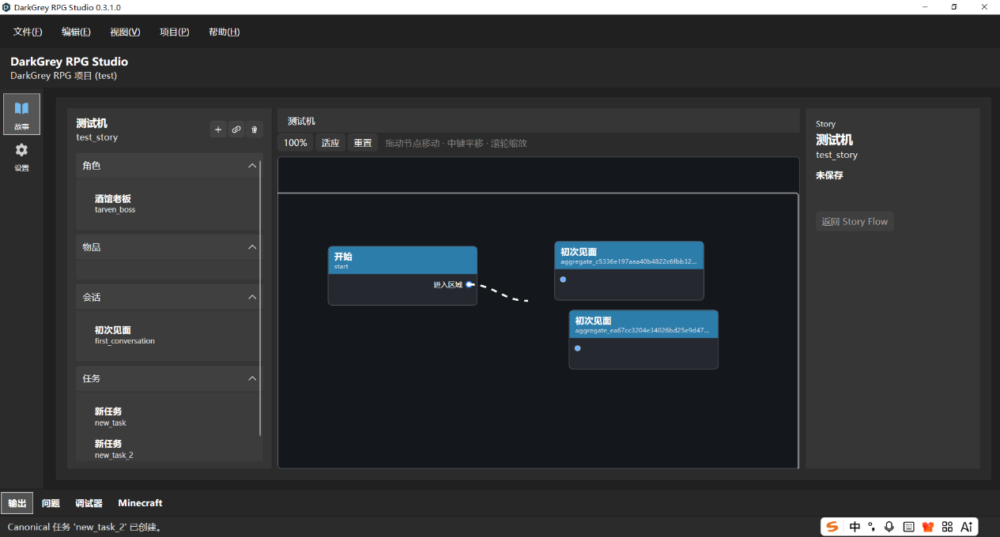 DarkGrey RPG Studio 0.3.1.0
文件(F) 编辑(E) 视图(V) 项目(P) 帮助(H)
DarkGrey RPG Studio
DarkGrey RPG 项目 (test)
故事
设置
测试机
test_story
角色
酒馆老板
tarven_boss
物品
会话
初次见面
first_conversation
任务
新任务
new_task
新任务
new_task_2
测试机
100% 适应 重置 拖动节点移动 · 中键平移 · 滚轮缩放
开始
start
进入区域
初次见面
aggregate_c5336e197aea40b4822c6fbb32...
初次见面
aggregate_ea67cc3204e34026bd25e9d47...
Story
测试机
test_story
未保存
返回 Story Flow
输出 问题 调试器 Minecraft
Canonical 任务 'new_task_2' 已创建。
中